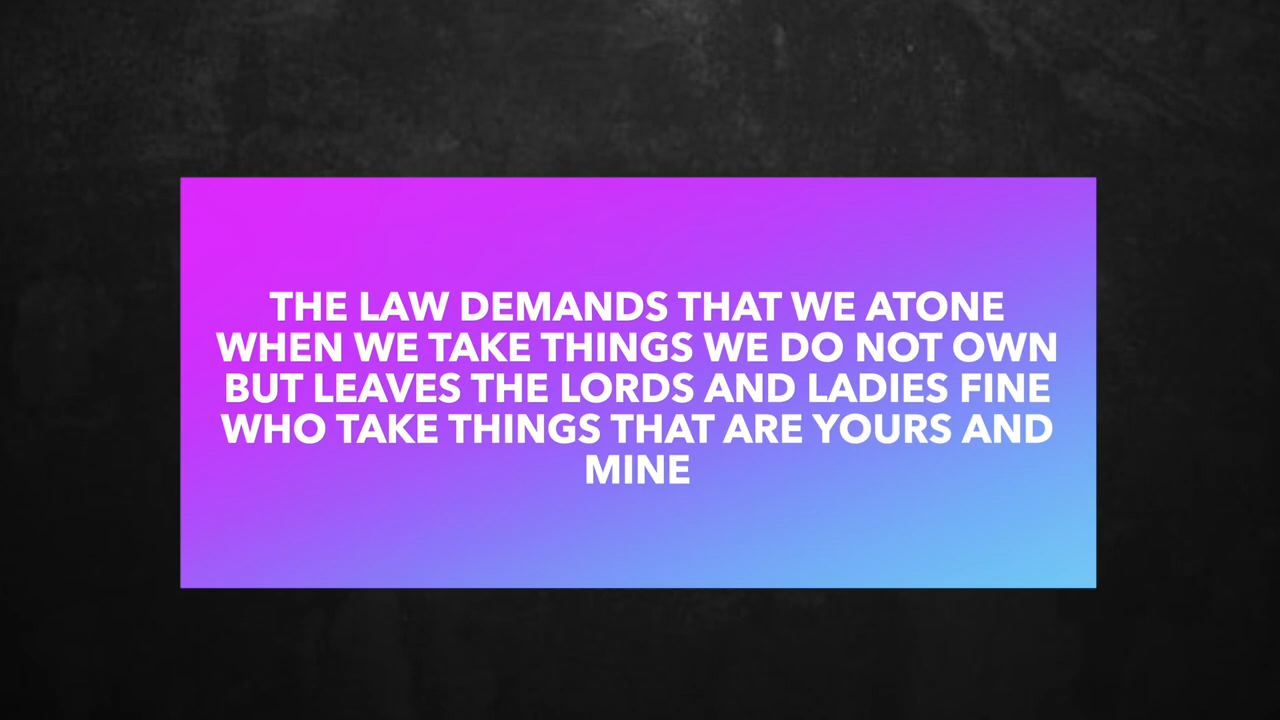 THE LAW DEMANDS THAT WE ATONE
WHEN WE TAKE THINGS WE DO NOT OWN
BUT LEAVES THE LORDS AND LADIES FINE
WHO TAKE THINGS THAT ARE YOURS AND
MINE